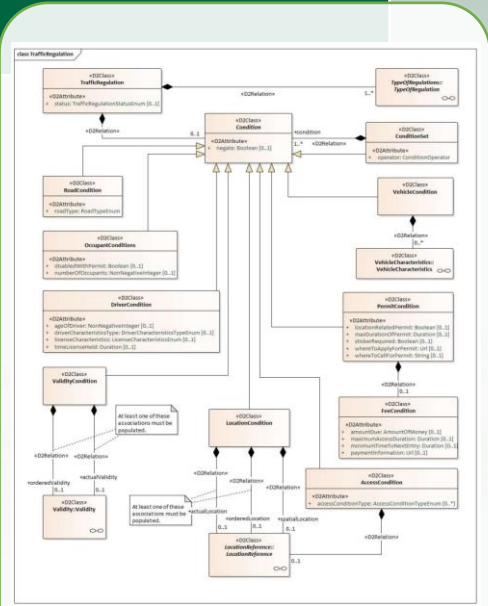 class TrafficRegulation
«D2Class»
TrafficRegulation
«D2Attribute»
+ status: TrafficRegulationStatusEnum [0..1]
«D2Relation»
1..*
«D2Class»
TypeOfRegulations::
TypeOfRegulation
«D2Relation»
0..1
«D2Class»
Condition
«D2Attribute»
+ negate: Boolean [0..1]
+condition
1..*
«D2Relation»
«D2Class»
ConditionSet
«D2Attribute»
+ operator: ConditionOperator
«D2Class»
RoadCondition
«D2Attribute»
+ roadType: RoadTypeEnum
«D2Class»
VehicleCondition
«D2Relation»
0..*
«D2Class»
VehicleCharacteristics::
VehicleCharacteristics
«D2Class»
OccupantConditions
«D2Attribute»
+ disabledWithPermit: Boolean [0..1]
+ numberOfOccupants: NonNegativeInteger [0..1]
«D2Class»
DriverCondition
«D2Attribute»
+ ageOfDriver: NonNegativeInteger [0..1]
+ driverCharacteristicsType: DriverCharacteristicsTypeEnum [0..1]
+ licenseCharacteristics: LicenseCharacteristicsEnum [0..1]
+ timeLicenseHeld: Duration [0..1]
«D2Class»
PermitCondition
«D2Attribute»
+ locationRelatedPermit: Boolean [0..1]
+ maxDurationOfPermit: Duration [0..1]
+ stickerRequired: Boolean [0..1]
+ whereToApplyForPermit: Url [0..1]
+ whereToCallForPermit: String [0..1]
«D2Relation»
0..1
«D2Class»
FeeCondition
«D2Attribute»
+ amountDue: AmountOfMoney [0..1]
+ maximumAccessDuration: Duration [0..1]
+ minimumTimeToNextEntry: Duration [0..1]
+ paymentInformation: Url [0..1]
«D2Class»
ValidityCondition
At least one of these
associations must be
populated.
«D2Relation»
«D2Relation»
+orderedValidity
+actualValidity
0..1
0..1
«D2Class»
Validity::Validity
«D2Class»
LocationCondition
At least one of these
associations must be
populated.
«D2Relation»
«D2Relation»
«D2Relation»
+actualLocation
+orderedLocation
+spatialLocation
0..1
0..1
0..1
«D2Class»
LocationReference::
LocationReference
«D2Class»
AccessCondition
«D2Attribute»
+ accessConditionType: AccessConditionTypeEnum [0..*]
«D2Relation»
0..1